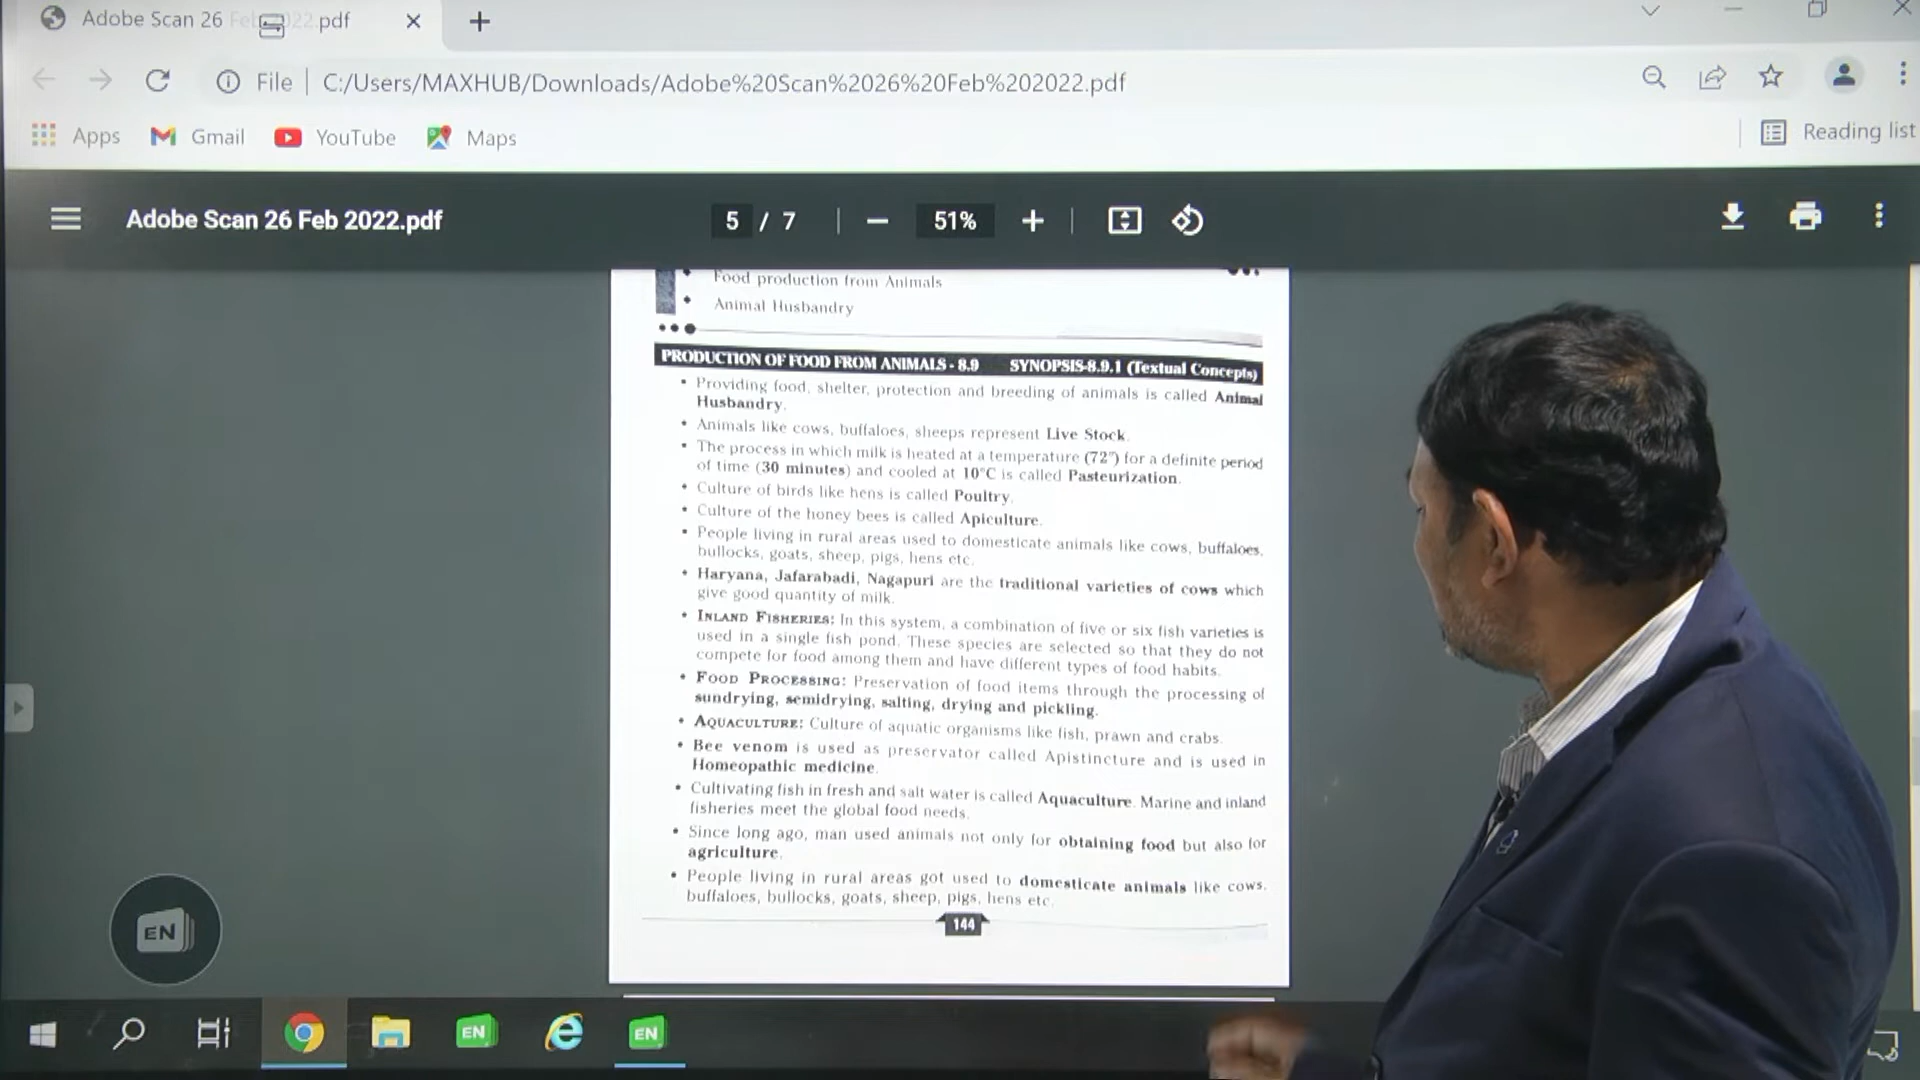 Adobe Scan 26 Feb 2022.pdf
File C:/Users/MAXHUB/Downloads/Adobe%20Scan%2026%20Feb%202022.pdf
Apps Gmail YouTube Maps Reading list
Adobe Scan 26 Feb 2022.pdf 5 / 7 51%
Food production from Animals
Animal Husbandry
PRODUCTION OF FOOD FROM ANIMALS - 8.9 SYNOPSIS-8.9.1 (Textual Concepts)
• Providing food, shelter, protection and breeding of animals is called Animal
Husbandry.
• Animals like cows, buffaloes, sheeps represent Live Stock.
• The process in which milk is heated at a temperature (72°) for a definite period
of time (30 minutes) and cooled at 10°C is called Pasteurization.
• Culture of birds like hens is called Poultry.
• Culture of the honey bees is called Apiculture.
• People living in rural areas used to domesticate animals like cows, buffaloes,
bullocks, goats, sheep, pigs, hens etc.
• Haryana, Jafarabadi, Nagapuri are the traditional varieties of cows which
give good quantity of milk.
• INLAND FISHERIES: In this system, a combination of five or six fish varieties is
used in a single fish pond. These species are selected so that they do not
compete for food among them and have different types of food habits.
• FOOD PROCESSING: Preservation of food items through the processing of
sundrying, semidrying, salting, drying and pickling.
• AQUACULTURE: Culture of aquatic organisms like fish, prawn and crabs.
• Bee venom is used as preservator called Apistincture and is used in
Homeopathic medicine.
• Cultivating fish in fresh and salt water is called Aquaculture. Marine and inland
fisheries meet the global food needs.
• Since long ago, man used animals not only for obtaining food but also for
agriculture.
• People living in rural areas got used to domesticate animals like cows,
buffaloes, bullocks, goats, sheep, pigs, hens etc.
144
EN
EN EN